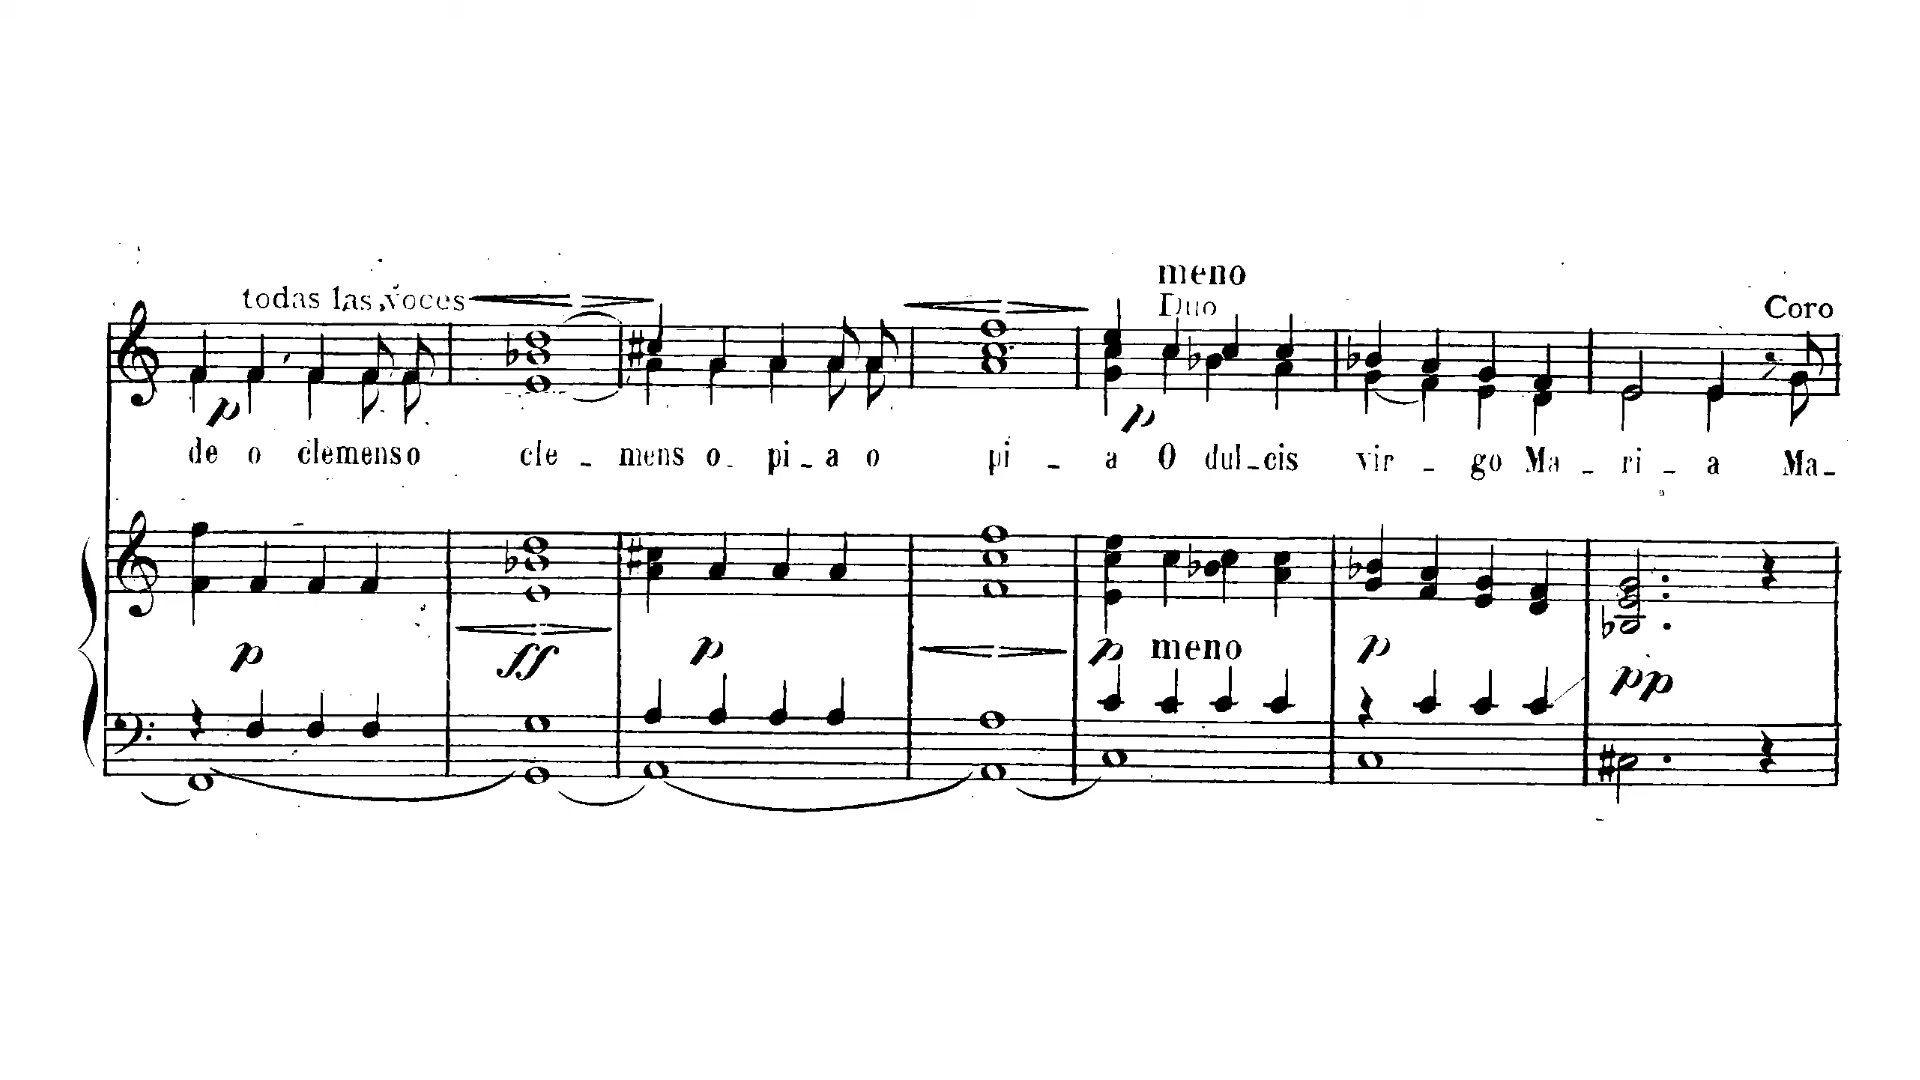 meno
todas las voces Duo Coro
p p
de o clemenso cle - mens o - pi - a o pi - a O dul - cis vir - go Ma - ri - a Ma -
p ff p p meno p pp